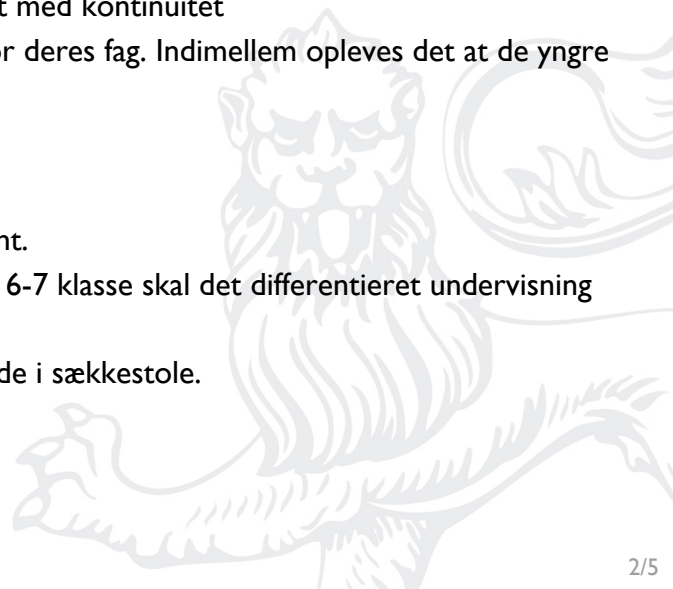 t med kontinuitet
r deres fag. Indimellem opleves det at de yngre
nt.
6-7 klasse skal det differentieret undervisning
de i sækkestole.
2/5